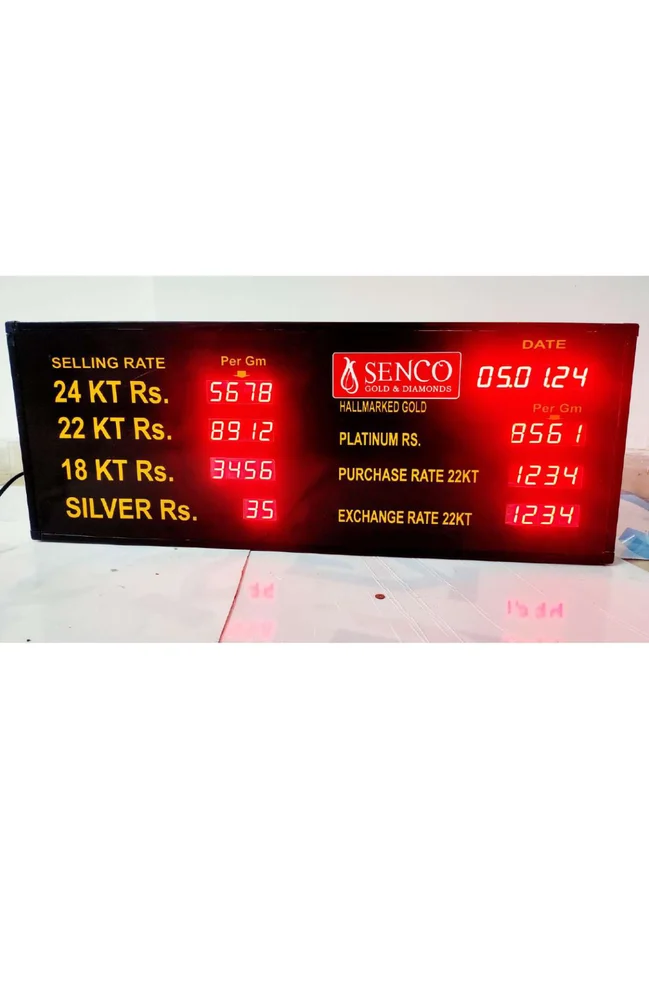 SELLING RATE Per Gm
24 KT Rs. 5678
22 KT Rs. 8912
18 KT Rs. 3456
SILVER Rs. 35
SENCO
GOLD & DIAMONDS
HALLMARKED GOLD
DATE
05.01.24
Per Gm
PLATINUM RS. 8561
PURCHASE RATE 22KT 1234
EXCHANGE RATE 22KT 1234